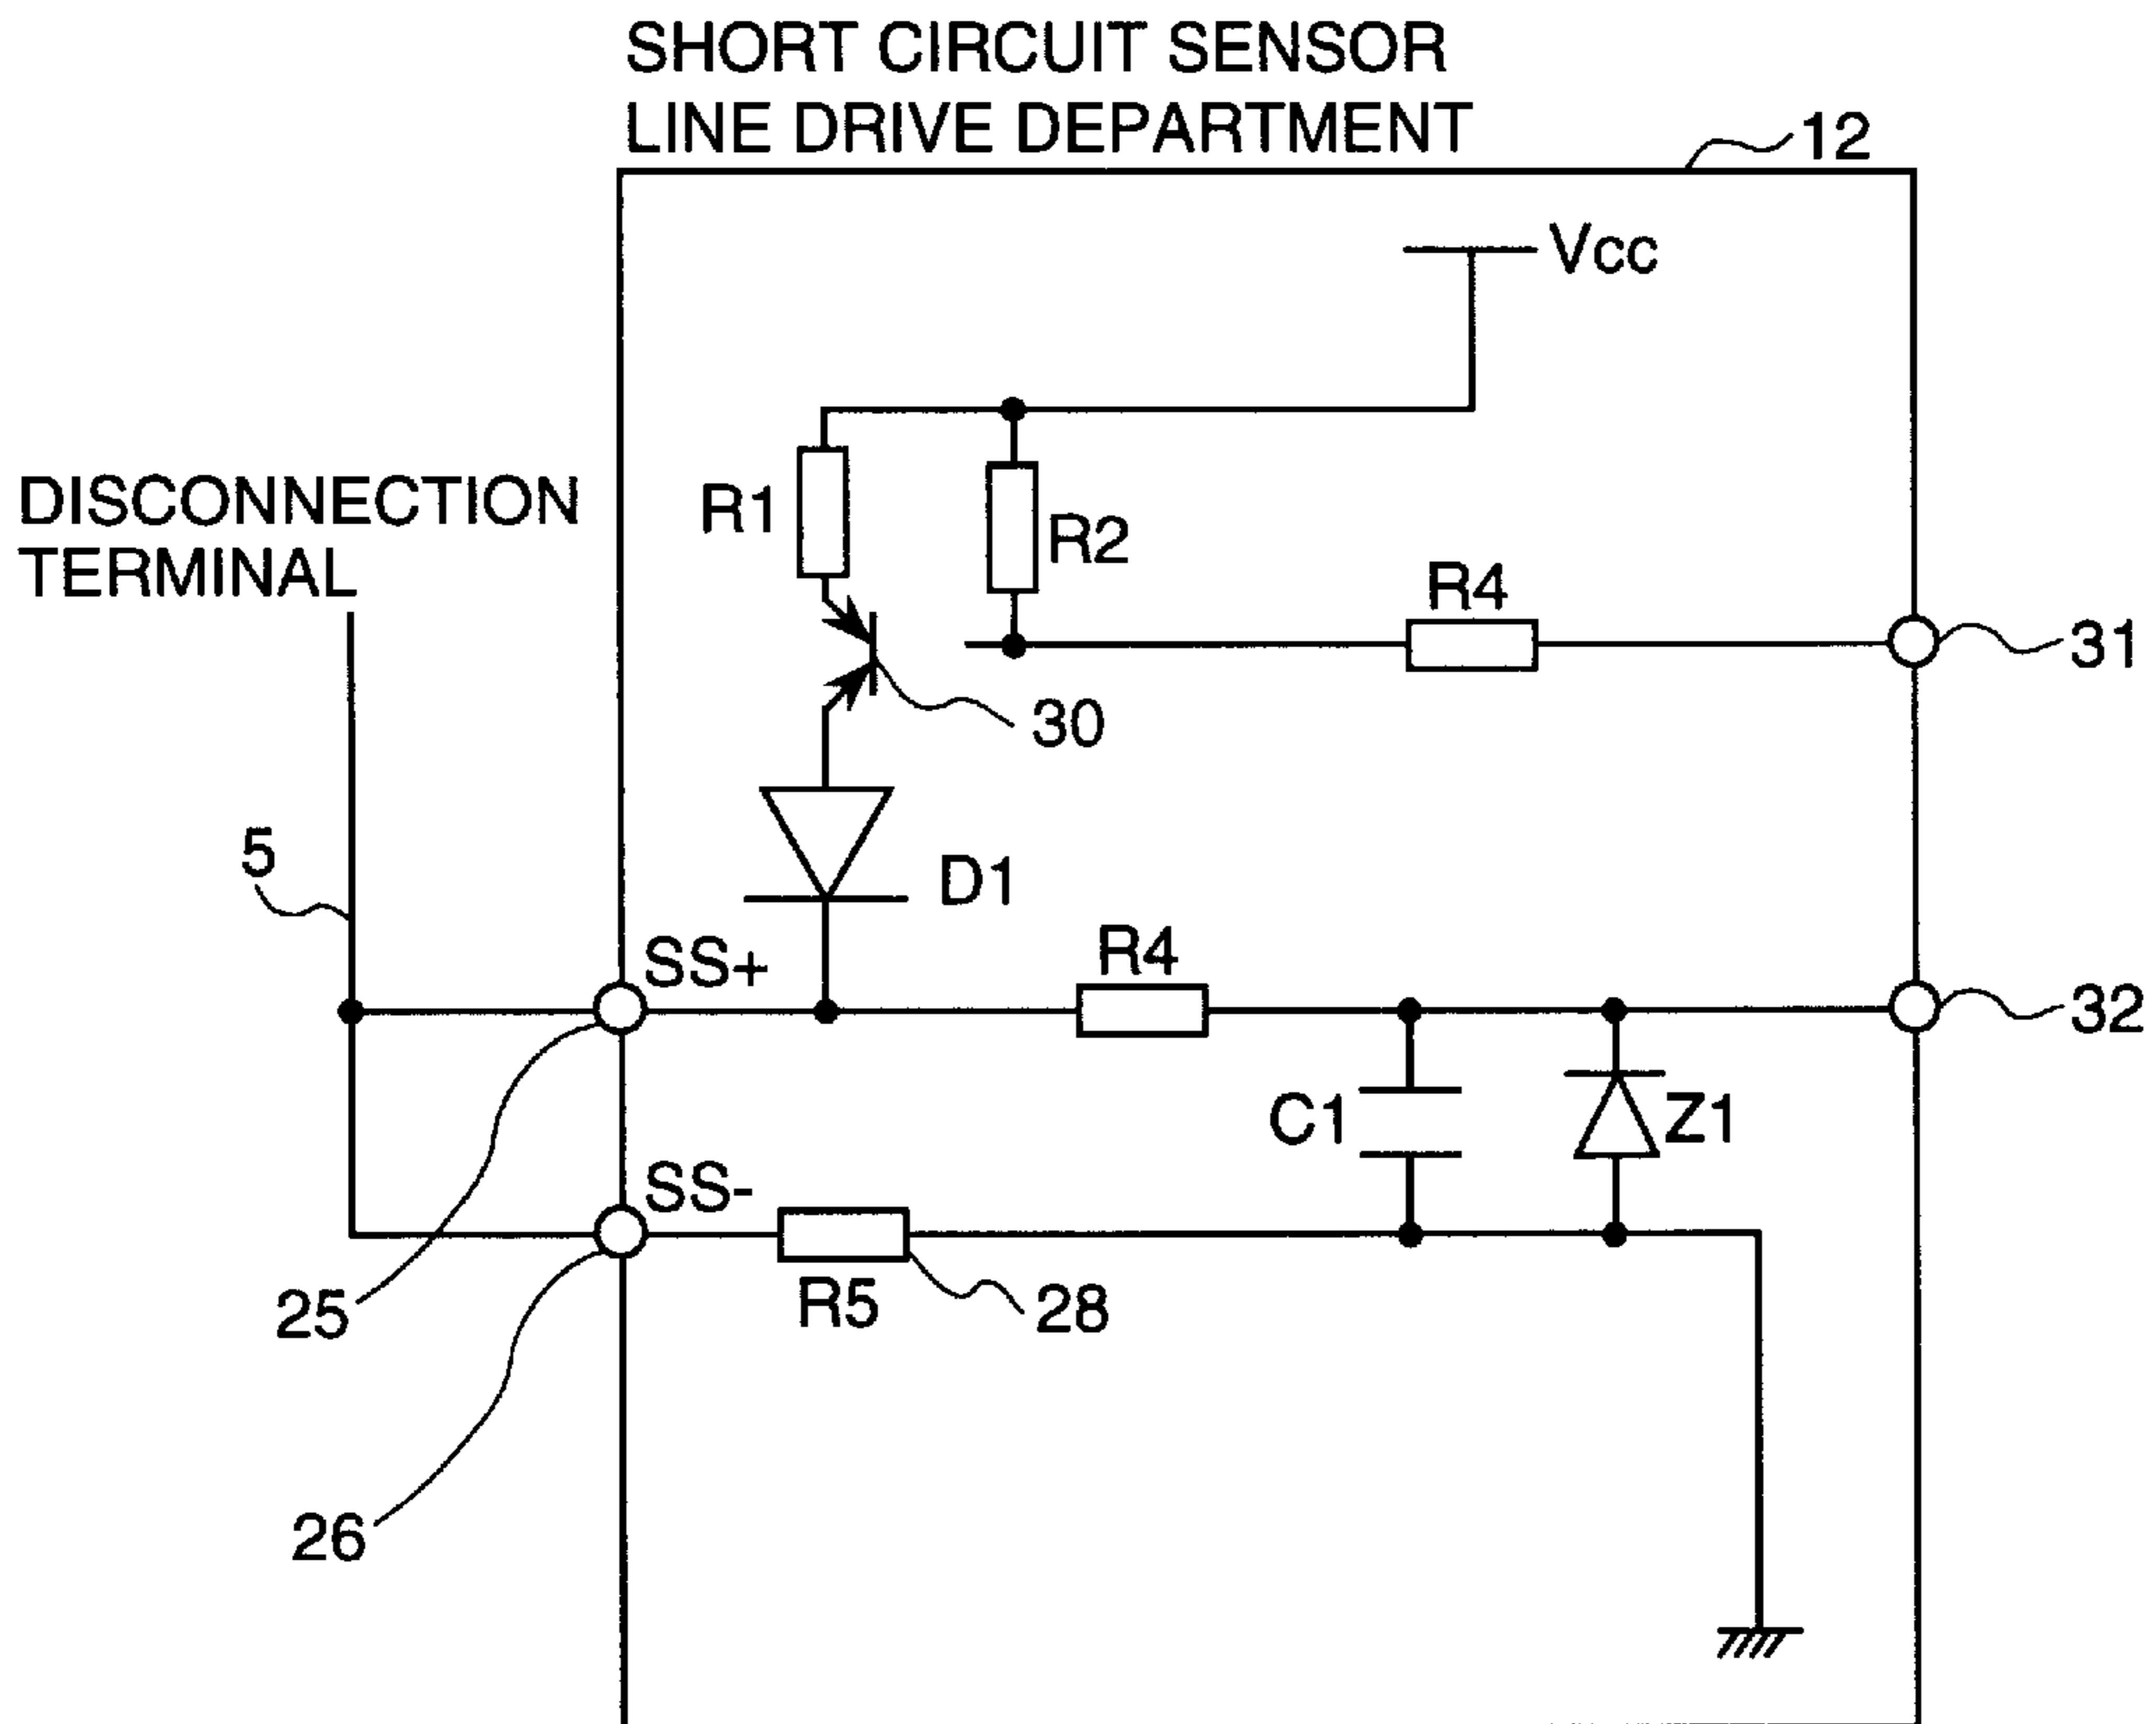 SHORT CIRCUIT SENSOR
LINE DRIVE DEPARTMENT
12
Vcc
DISCONNECTION
TERMINAL
R1
R2
R4
31
30
5
D1
SS+
R4
32
C1
Z1
SS-
25
R5
28
26